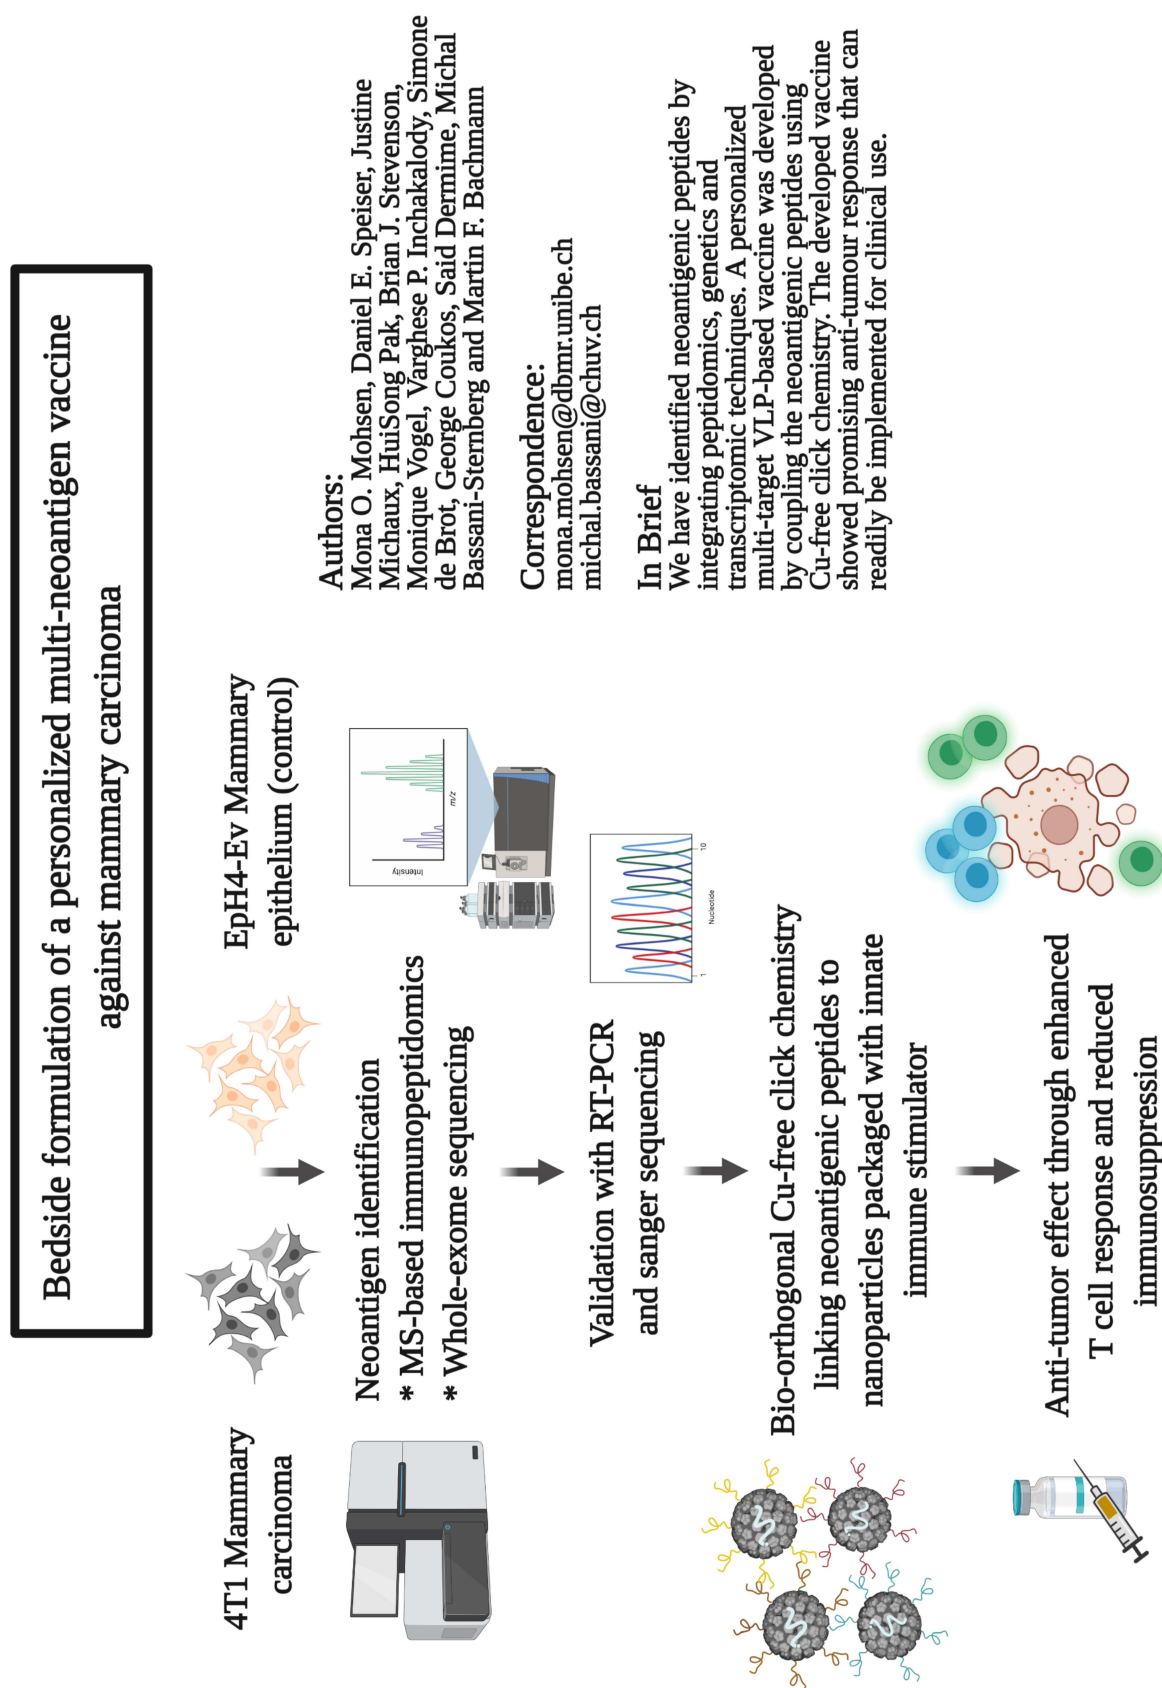 Bedside formulation of a personalized multi-neoantigen vaccine
against mammary carcinoma
4T1 Mammary
carcinoma
EpH4-Ev Mammary
epithelium (control)
Neoantigen identification
* MS-based immunopeptidomics
* Whole-exome sequencing
Intensity
m/z
Validation with RT-PCR
and sanger sequencing
1
10
Nucleotide
Bio-orthogonal Cu-free click chemistry
linking neoantigenic peptides to
nanoparticles packaged with innate
immune stimulator
Anti-tumor effect through enhanced
T cell response and reduced
immunosuppression
Authors:
Mona O. Mohsen, Daniel E. Speiser, Justine
Michaux, HuiSong Pak, Brian J. Stevenson,
Monique Vogel, Varghese P. Inchakalody, Simone
de Brot, George Coukos, Said Dermime, Michal
Bassani-Sternberg and Martin F. Bachmann
Correspondence:
mona.mohsen@dbmr.unibe.ch
michal.bassani@chuv.ch
In Brief
We have identified neoantigenic peptides by
integrating peptidomics, genetics and
transcriptomic techniques. A personalized
multi-target VLP-based vaccine was developed
by coupling the neoantigenic peptides using
Cu-free click chemistry. The developed vaccine
showed promising anti-tumour response that can
readily be implemented for clinical use.